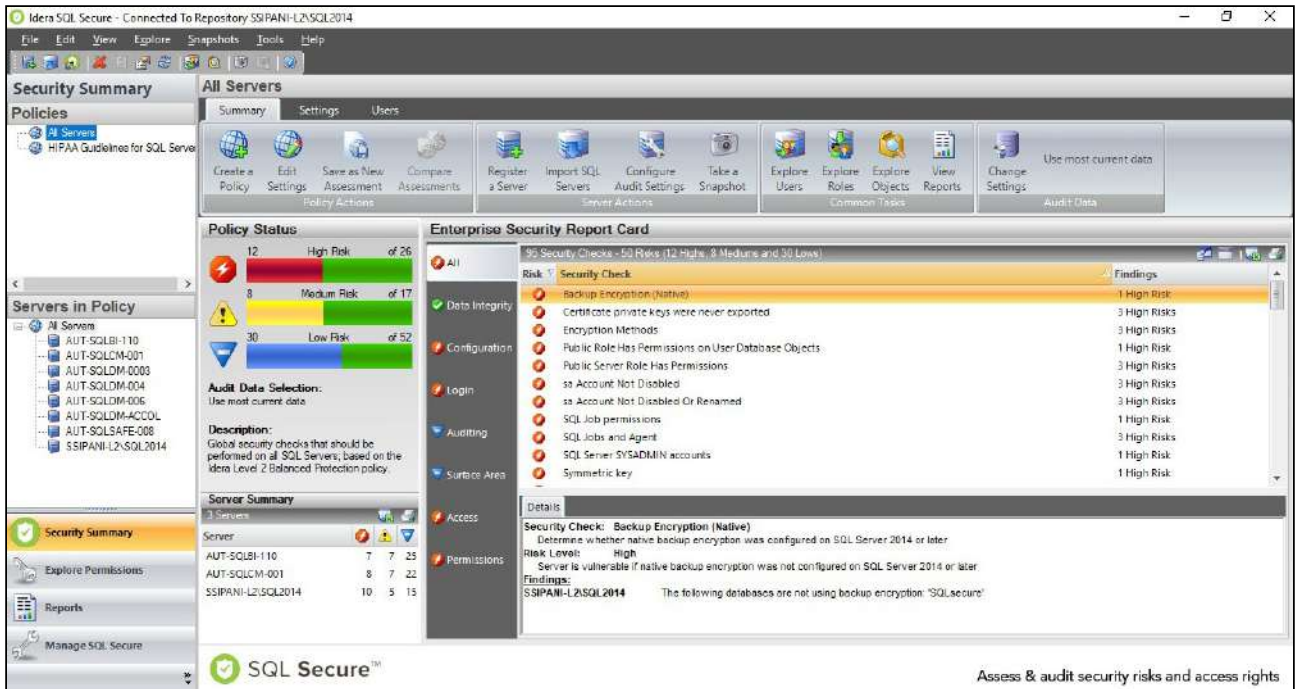 Idera SQL Secure - Connected To Repository SSIPANI-L2\SQL2014
File Edit View Explore Snapshots Tools Help
Security Summary
Policies
All Servers
HIPAA Guidelines for SQL Serve
Servers in Policy
All Servers
AUT-SQLBI-110
AUT-SQLCM-001
AUT-SQLDM-0003
AUT-SQLDM-004
AUT-SQLDM-006
AUT-SQLDM-ACCOL
AUT-SQLSAFE-008
SSIPANI-L2\SQL2014
Security Summary
Explore Permissions
Reports
Manage SQL Secure
All Servers
Summary Settings Users
Create a Policy
Edit Settings
Save as New Assessment
Compare Assessments
Policy Actions
Register a Server
Import SQL Servers
Configure Audit Settings
Take a Snapshot
Server Actions
Explore Users
Explore Roles
Explore Objects
View Reports
Common Tasks
Change Settings
Use most current data
Audit Data
Policy Status
12 High Risk of 26
8 Medium Risk of 17
30 Low Risk of 52
Audit Data Selection:
Use most current data
Description:
Global security checks that should be
performed on all SQL Servers; based on the
Idera Level 2 Balanced Protection policy.
Server Summary
3 Servers
Server
AUT-SQLBI-110 7 7 25
AUT-SQLCM-001 8 7 22
SSIPANI-L2\SQL2014 10 5 15
Enterprise Security Report Card
All
Data Integrity
Configuration
Login
Auditing
Surface Area
Access
Permissions
95 Security Checks - 50 Risks (12 Highs, 8 Mediums and 30 Lows)
Risk Security Check Findings
Backup Encryption (Native) 1 High Risk
Certificate private keys were never exported 3 High Risks
Encryption Methods 3 High Risks
Public Role Has Permissions on User Database Objects 1 High Risk
Public Server Role Has Permissions 3 High Risks
sa Account Not Disabled 3 High Risks
sa Account Not Disabled Or Renamed 3 High Risks
SQL Job permissions 1 High Risk
SQL Jobs and Agent 3 High Risks
SQL Server SYSADMIN accounts 1 High Risk
Symmetric key 1 High Risk
Details
Security Check: Backup Encryption (Native)
Determine whether native backup encryption was configured on SQL Server 2014 or later
Risk Level: High
Server is vulnerable if native backup encryption was not configured on SQL Server 2014 or later
Findings:
SSIPANI-L2\SQL2014 The following databases are not using backup encryption: 'SQLsecure'
SQL Secure™
Assess & audit security risks and access rights